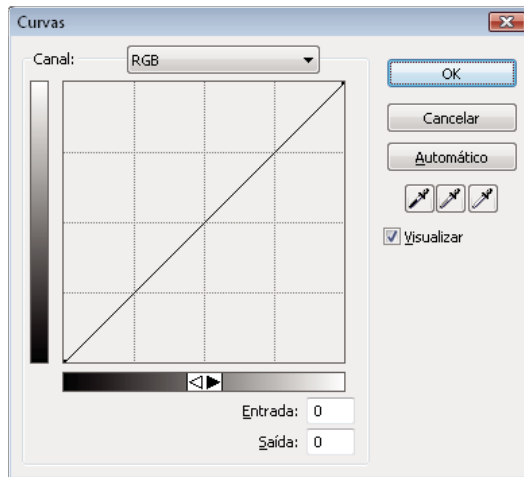 Curvas
Canal: RGB
OK
Cancelar
Automático
Visualizar
Entrada: 0
Saída: 0